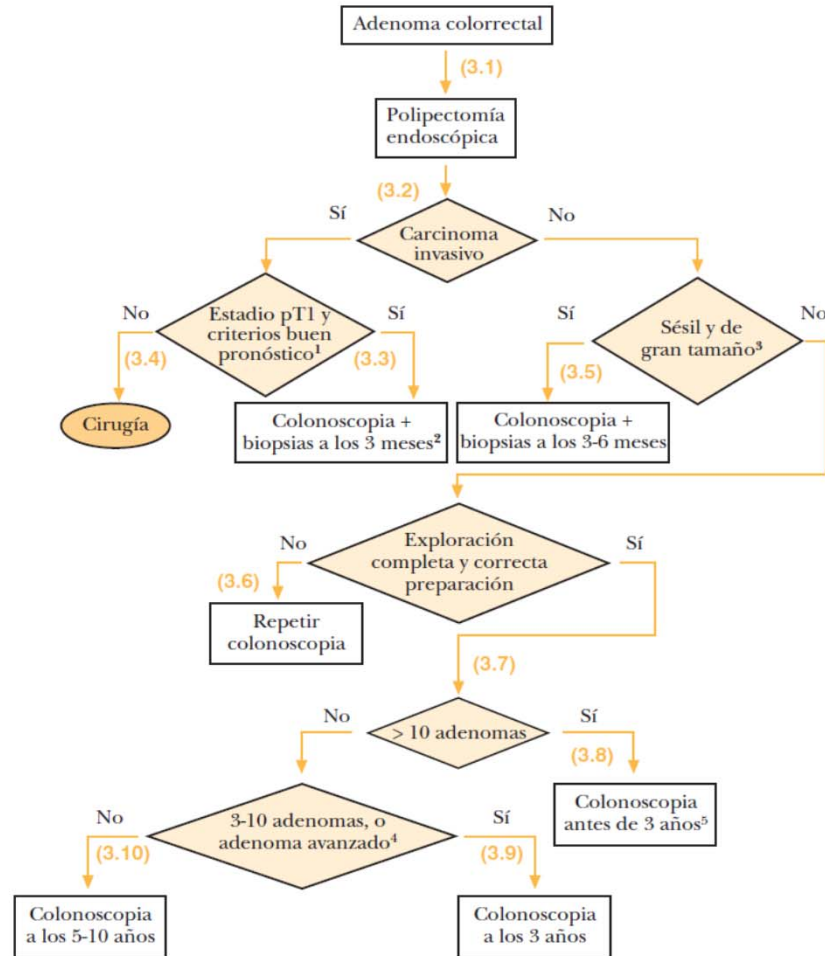 Adenoma colorrectal
(3.1)
Polipectomía
endoscópica
(3.2)
Sí
No
Carcinoma
invasivo
No
Estadio pT1 y
criterios buen
pronóstico¹
Sí
Sí
Sésil y de
gran tamaño³
No
(3.4)
(3.3)
(3.5)
Cirugía
Colonoscopia +
biopsias a los 3 meses²
Colonoscopia +
biopsias a los 3-6 meses
No
Exploración
completa y correcta
preparación
Sí
(3.6)
Repetir
colonoscopia
(3.7)
No
> 10 adenomas
Sí
(3.8)
Colonoscopia
antes de 3 años⁵
No
3-10 adenomas, o
adenoma avanzado⁴
Sí
(3.10)
(3.9)
Colonoscopia
a los 5-10 años
Colonoscopia
a los 3 años